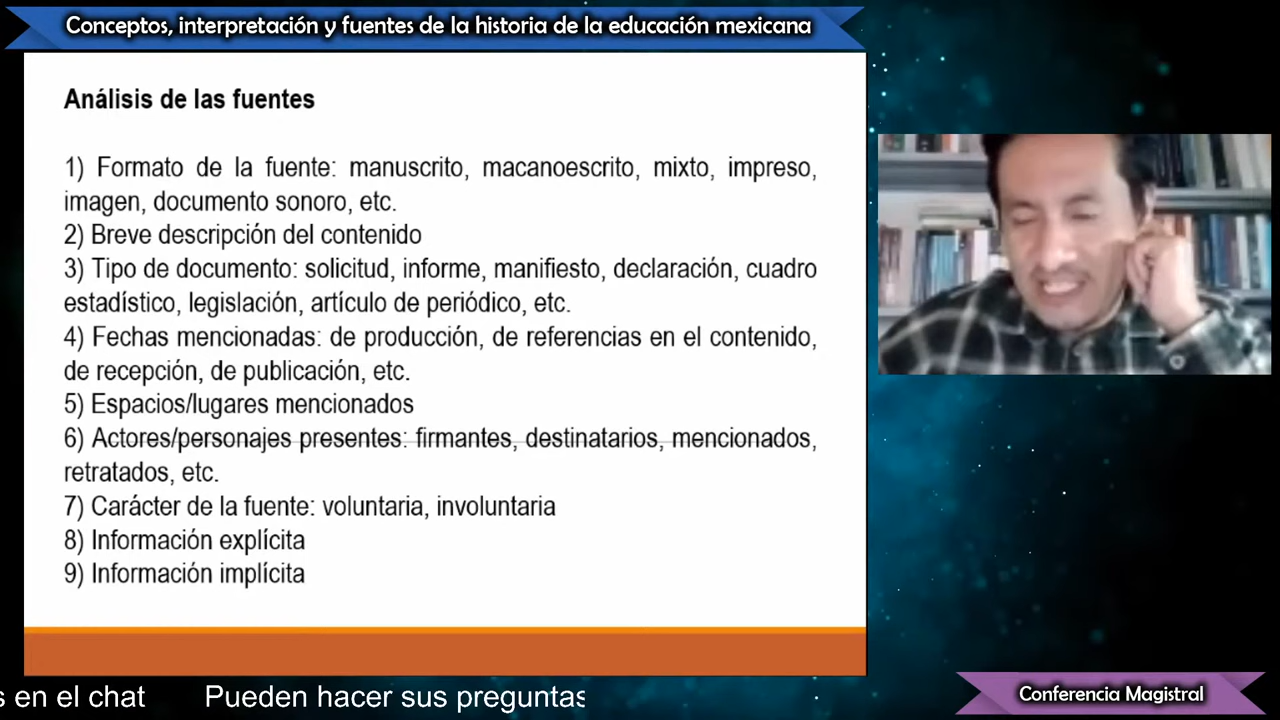 Conceptos, interpretación y fuentes de la historia de la educación mexicana
Análisis de las fuentes
1) Formato de la fuente: manuscrito, macanoescrito, mixto, impreso,
imagen, documento sonoro, etc.
2) Breve descripción del contenido
3) Tipo de documento: solicitud, informe, manifiesto, declaración, cuadro
estadístico, legislación, artículo de periódico, etc.
4) Fechas mencionadas: de producción, de referencias en el contenido,
de recepción, de publicación, etc.
5) Espacios/lugares mencionados
6) Actores/personajes presentes: firmantes, destinatarios, mencionados,
retratados, etc.
7) Carácter de la fuente: voluntaria, involuntaria
8) Información explícita
9) Información implícita
s en el chat Pueden hacer sus preguntas
Conferencia Magistral